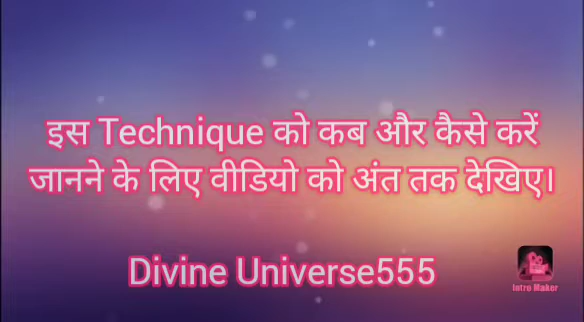 इस Technique को कब और कैसे करें
जानने के लिए वीडियो को अंत तक देखिए।
Divine Universe555
Intro Maker